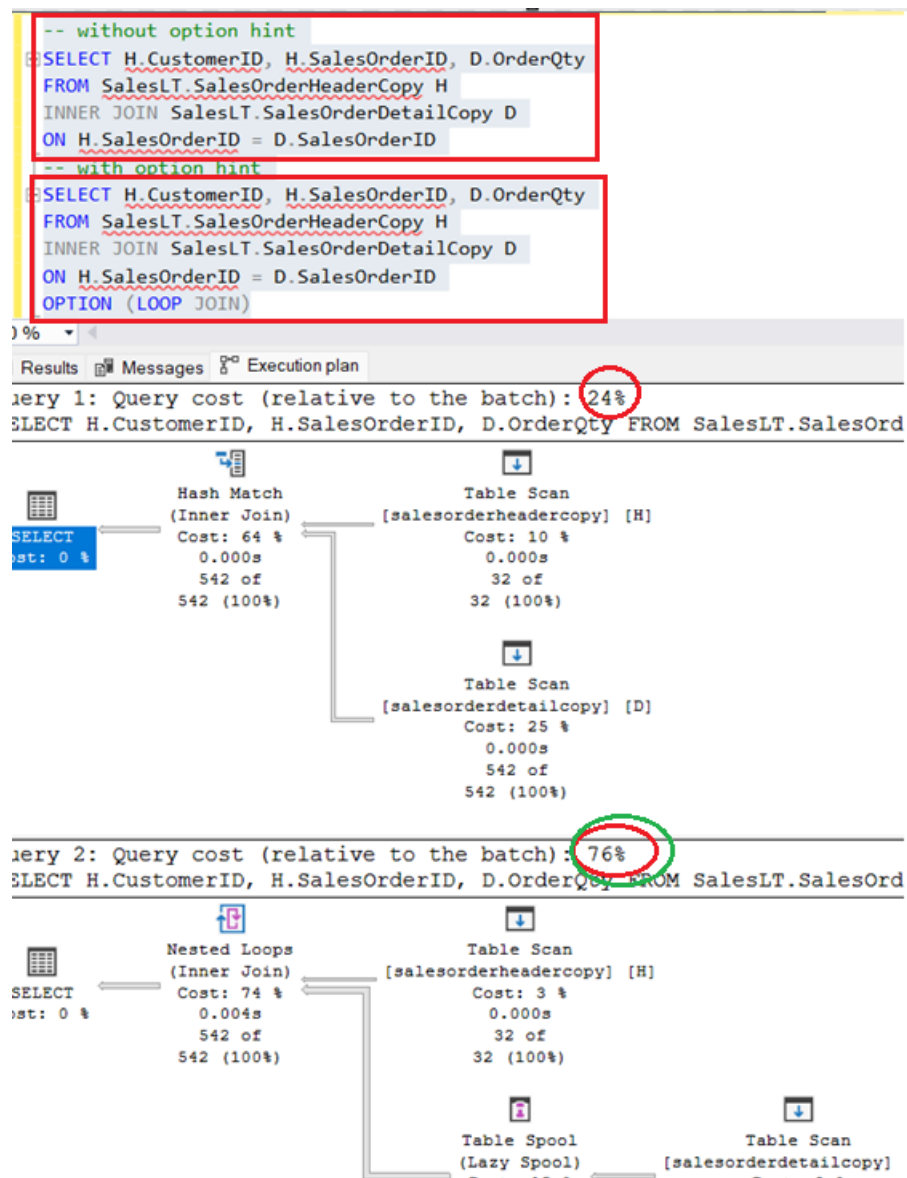 -- without option hint
SELECT H.CustomerID, H.SalesOrderID, D.OrderQty
FROM SalesLT.SalesOrderHeaderCopy H
INNER JOIN SalesLT.SalesOrderDetailCopy D
ON H.SalesOrderID = D.SalesOrderID
-- with option hint
SELECT H.CustomerID, H.SalesOrderID, D.OrderQty
FROM SalesLT.SalesOrderHeaderCopy H
INNER JOIN SalesLT.SalesOrderDetailCopy D
ON H.SalesOrderID = D.SalesOrderID
OPTION (LOOP JOIN)
0 %
Results Messages Execution plan
uery 1: Query cost (relative to the batch): 24%
SELECT H.CustomerID, H.SalesOrderID, D.OrderQty FROM SalesLT.SalesOrd
SELECT
ost: 0 %
Hash Match
(Inner Join)
Cost: 64 %
0.000s
542 of
542 (100%)
Table Scan
[salesorderheadercopy] [H]
Cost: 10 %
0.000s
32 of
32 (100%)
Table Scan
[salesorderdetailcopy] [D]
Cost: 25 %
0.000s
542 of
542 (100%)
uery 2: Query cost (relative to the batch): 76%
SELECT H.CustomerID, H.SalesOrderID, D.OrderQty FROM SalesLT.SalesOrd
SELECT
ost: 0 %
Nested Loops
(Inner Join)
Cost: 74 %
0.004s
542 of
542 (100%)
Table Scan
[salesorderheadercopy] [H]
Cost: 3 %
0.000s
32 of
32 (100%)
Table Spool
(Lazy Spool)
Table Scan
[salesorderdetailcopy]